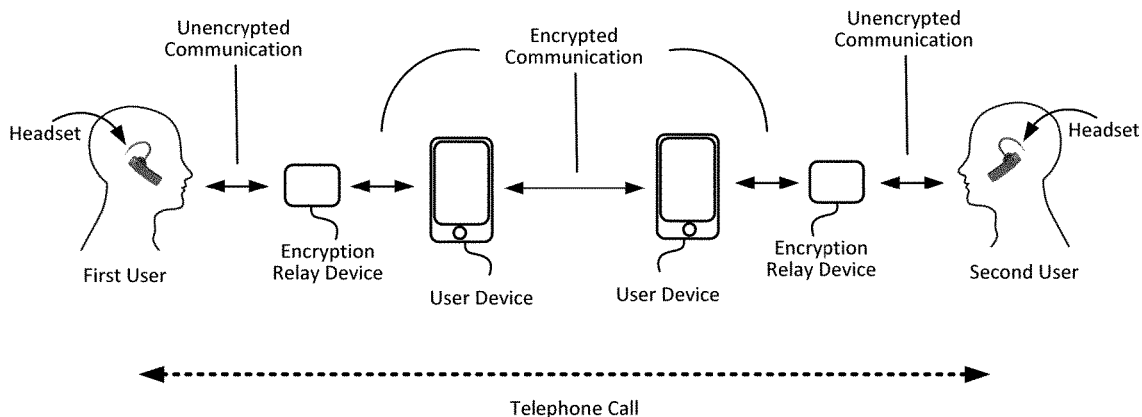 Unencrypted
Communication
Encrypted
Communication
Unencrypted
Communication
Headset
Headset
Encryption
Relay Device
Encryption
Relay Device
First User
Second User
User Device
User Device
Telephone Call